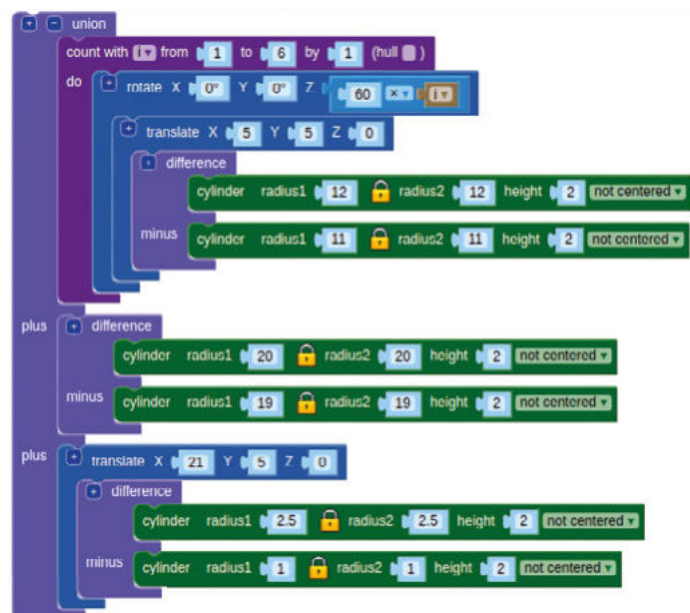 + − union
count with i ▾ from 1 to 6 by 1 (hull )
do + rotate X 0° Y 0° Z 60 × ▾ i ▾
+ translate X 5 Y 5 Z 0
+ difference
cylinder radius1 12 radius2 12 height 2 not centered ▾
minus cylinder radius1 11 radius2 11 height 2 not centered ▾
plus + difference
cylinder radius1 20 radius2 20 height 2 not centered ▾
minus cylinder radius1 19 radius2 19 height 2 not centered ▾
plus + translate X 21 Y 5 Z 0
+ difference
cylinder radius1 2.5 radius2 2.5 height 2 not centered ▾
minus cylinder radius1 1 radius2 1 height 2 not centered ▾